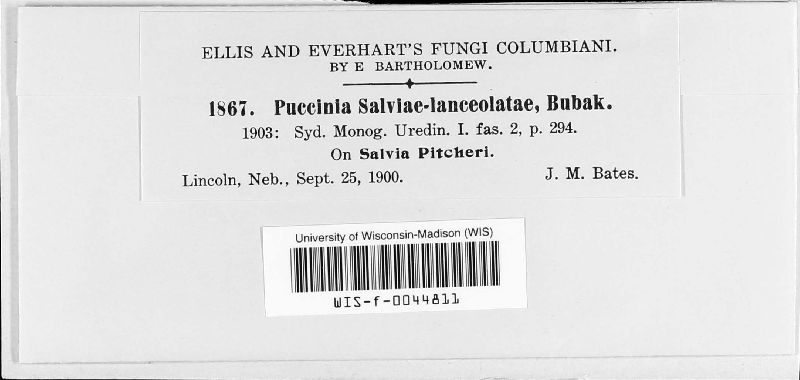 ELLIS AND EVERHART'S FUNGI COLUMBIANI.
BY E BARTHOLOMEW.
1867. Puccinia Salviae-lanceolatae, Bubak.
1903: Syd. Monog. Uredin. I. fas. 2, p. 294.
On Salvia Pitcheri.
Lincoln, Neb., Sept. 25, 1900. J. M. Bates.
University of Wisconsin-Madison (WIS)
WIS-f-0044811